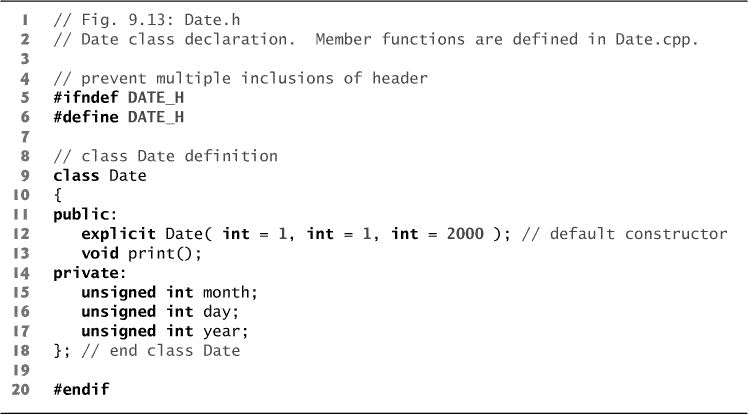 1 // Fig. 9.13: Date.h
2 // Date class declaration. Member functions are defined in Date.cpp.
3
4 // prevent multiple inclusions of header
5 #ifndef DATE_H
6 #define DATE_H
7
8 // class Date definition
9 class Date
10 {
11 public:
12 explicit Date( int = 1, int = 1, int = 2000 ); // default constructor
13 void print();
14 private:
15 unsigned int month;
16 unsigned int day;
17 unsigned int year;
18 }; // end class Date
19
20 #endif